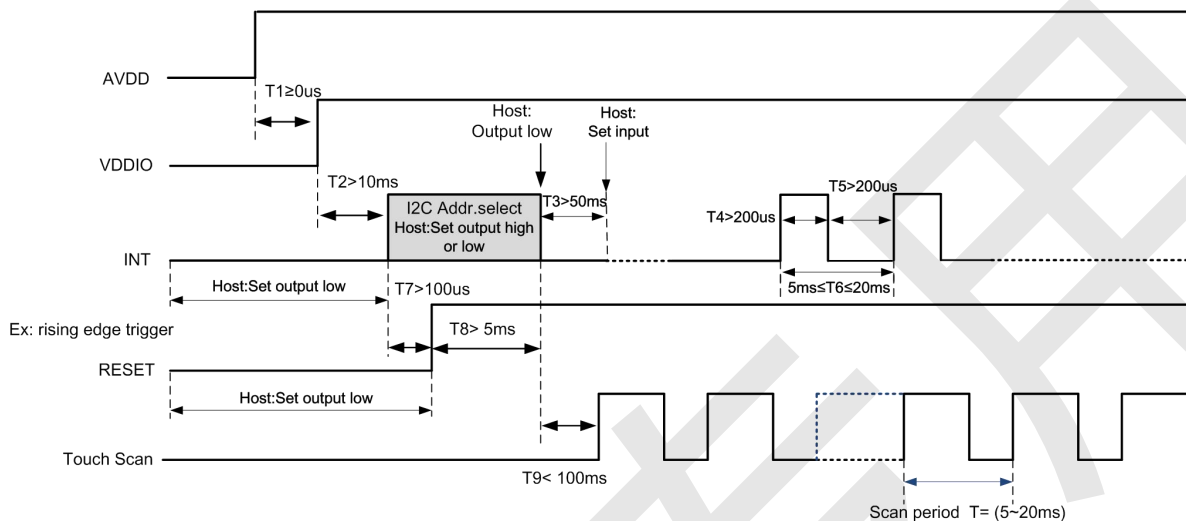 AVDD
T1≥0us
Host:
Output low
Host:
Set input
VDDIO
T2>10ms
I2C Addr.select
Host:Set output high
or low
T3>50ms
T5>200us
T4>200us
INT
Host:Set output low
T7>100us
5ms≤T6≤20ms
Ex: rising edge trigger
T8> 5ms
RESET
Host:Set output low
Touch Scan
T9< 100ms
Scan period T= (5~20ms)